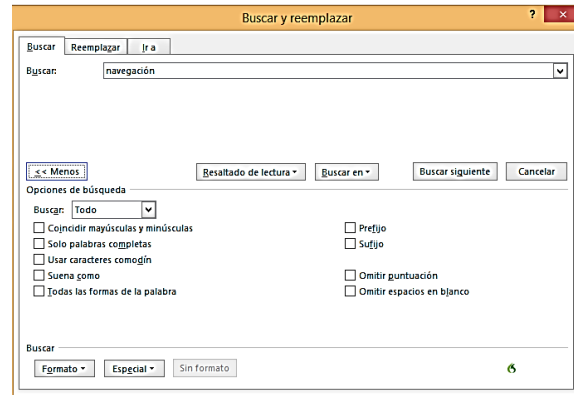 Buscar y reemplazar ? ×
Buscar Reemplazar Ir a
Buscar: navegación
<< Menos Resaltado de lectura Buscar en Buscar siguiente Cancelar
Opciones de búsqueda
Buscar: Todo
Coincidir mayúsculas y minúsculas Prefijo
Solo palabras completas Sufijo
Usar caracteres comodín
Suena como Omitir puntuación
Todas las formas de la palabra Omitir espacios en blanco
Buscar
Formato Especial Sin formato